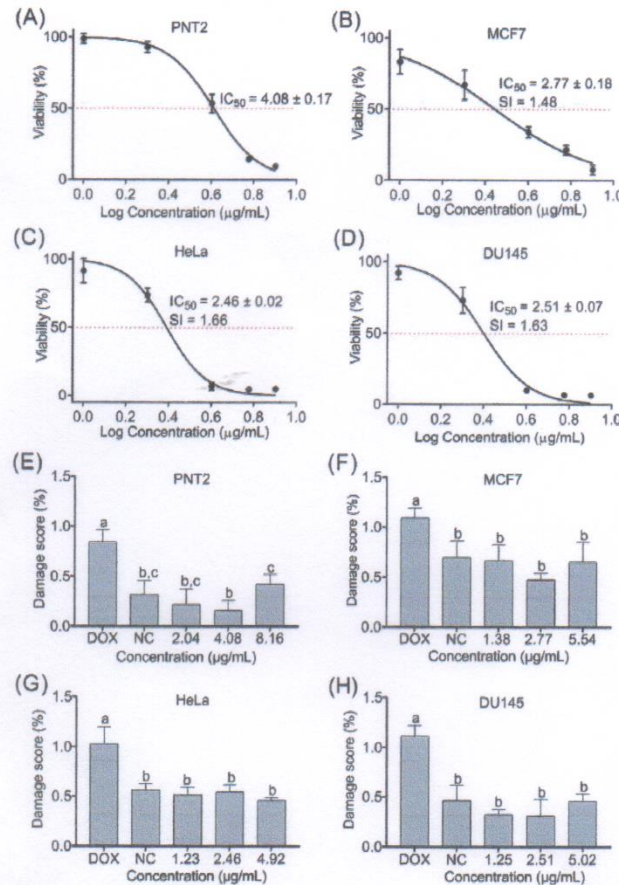 (A) PNT2
Viability (%)
100
50
0
IC50 = 4.08 ± 0.17
0.0 0.2 0.4 0.6 0.8 1.0
Log Concentration (µg/mL)
(B) MCF7
Viability (%)
100
50
0
IC50 = 2.77 ± 0.18
SI = 1.48
0.0 0.2 0.4 0.6 0.8 1.0
Log Concentration (µg/mL)
(C) HeLa
Viability (%)
100
50
0
IC50 = 2.46 ± 0.02
SI = 1.66
0.0 0.2 0.4 0.6 0.8 1.0
Log Concentration (µg/mL)
(D) DU145
Viability (%)
100
50
0
IC50 = 2.51 ± 0.07
SI = 1.63
0.0 0.2 0.4 0.6 0.8 1.0
Log Concentration (µg/mL)
(E) PNT2
Damage score (%)
1.5
1.0
0.5
0.0
a b,c b,c b c
DOX NC 2.04 4.08 8.16
Concentration (µg/mL)
(F) MCF7
Damage score (%)
1.5
1.0
0.5
0.0
a b b b b
DOX NC 1.38 2.77 5.54
Concentration (µg/mL)
(G) HeLa
Damage score (%)
1.5
1.0
0.5
0.0
a b b b b
DOX NC 1.23 2.46 4.92
Concentration (µg/mL)
(H) DU145
Damage score (%)
1.5
1.0
0.5
0.0
a b b b b
DOX NC 1.25 2.51 5.02
Concentration (µg/mL)